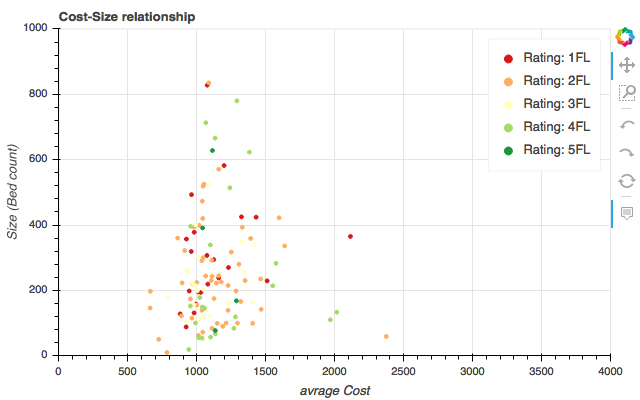 Cost-Size relationship
1000
800
600
400
200
0
Size (Bed count)
Rating: 1FL
Rating: 2FL
Rating: 3FL
Rating: 4FL
Rating: 5FL
0 500 1000 1500 2000 2500 3000 3500 4000
avrage Cost